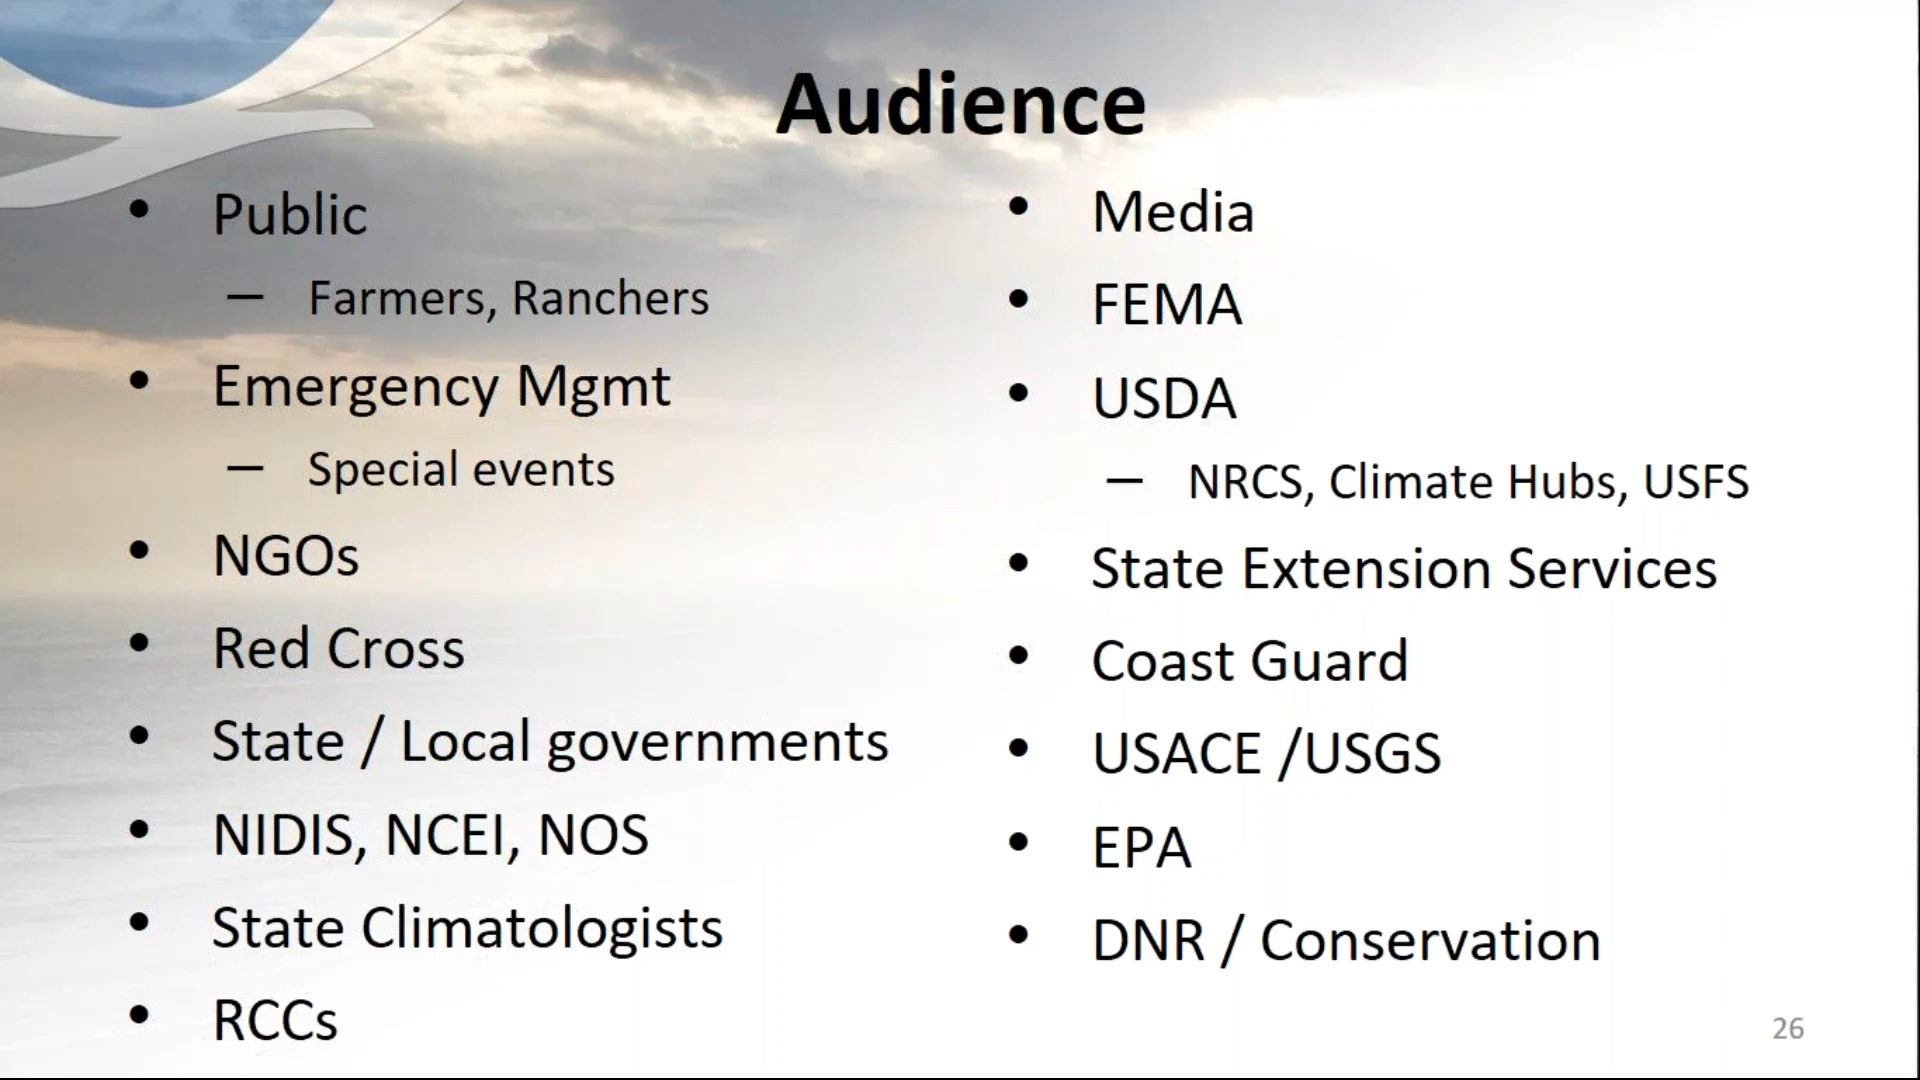 Audience
• Public
– Farmers, Ranchers
• Emergency Mgmt
– Special events
• NGOs
• Red Cross
• State / Local governments
• NIDIS, NCEI, NOS
• State Climatologists
• RCCs
• Media
• FEMA
• USDA
– NRCS, Climate Hubs, USFS
• State Extension Services
• Coast Guard
• USACE /USGS
• EPA
• DNR / Conservation
26